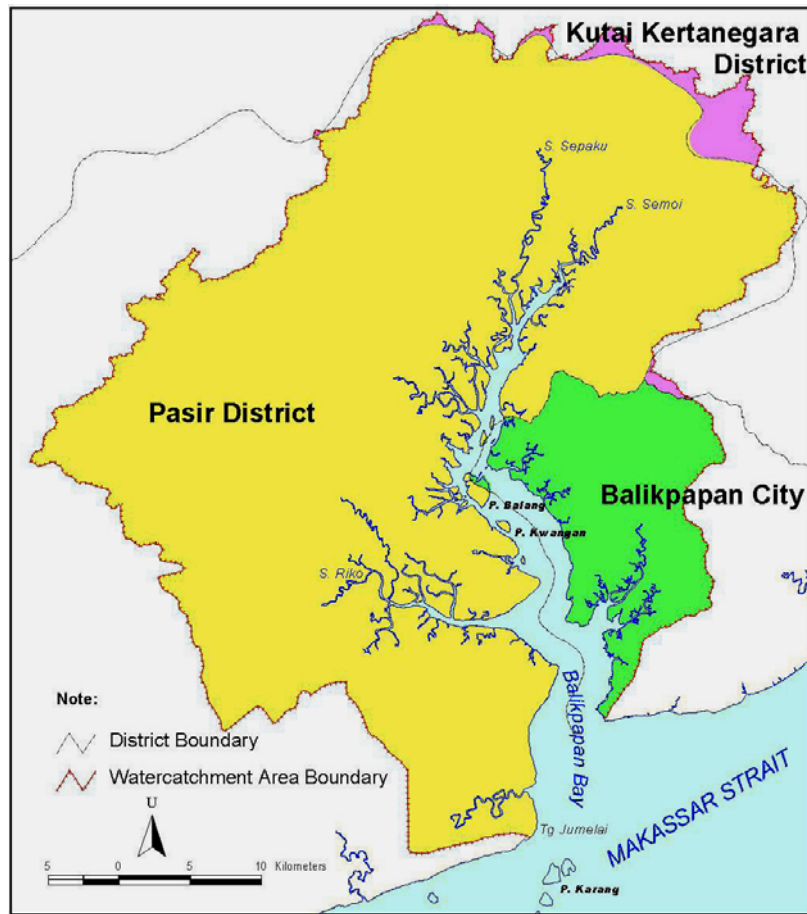 Kutai Kertanegara
District
S. Sepaku
S. Semoi
Pasir District
Balikpapan City
P. Balang
P. Kwangan
S. Riko
Balikpapan Bay
Note:
District Boundary
Watercatchment Area Boundary
U
MAKASSAR STRAIT
Tg Jumelai
5 0 5 10 Kilometers
P. Karang